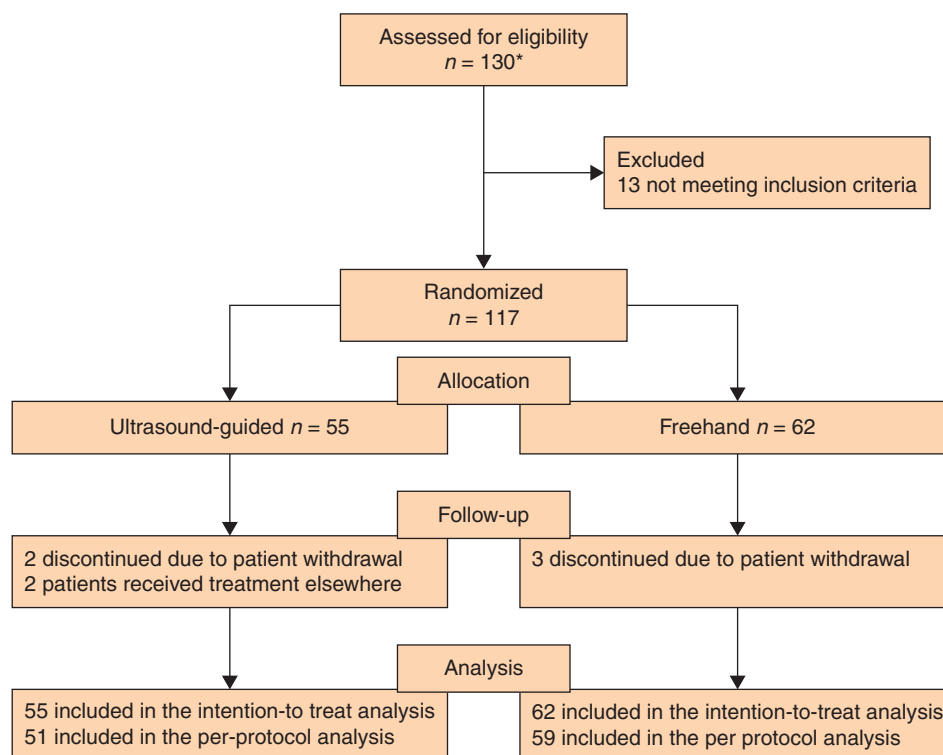 Assessed for eligibility
n = 130*
Excluded
13 not meeting inclusion criteria
Randomized
n = 117
Allocation
Ultrasound-guided n = 55
Freehand n = 62
Follow-up
2 discontinued due to patient withdrawal
2 patients received treatment elsewhere
3 discontinued due to patient withdrawal
Analysis
55 included in the intention-to treat analysis
51 included in the per-protocol analysis
62 included in the intention-to-treat analysis
59 included in the per protocol analysis